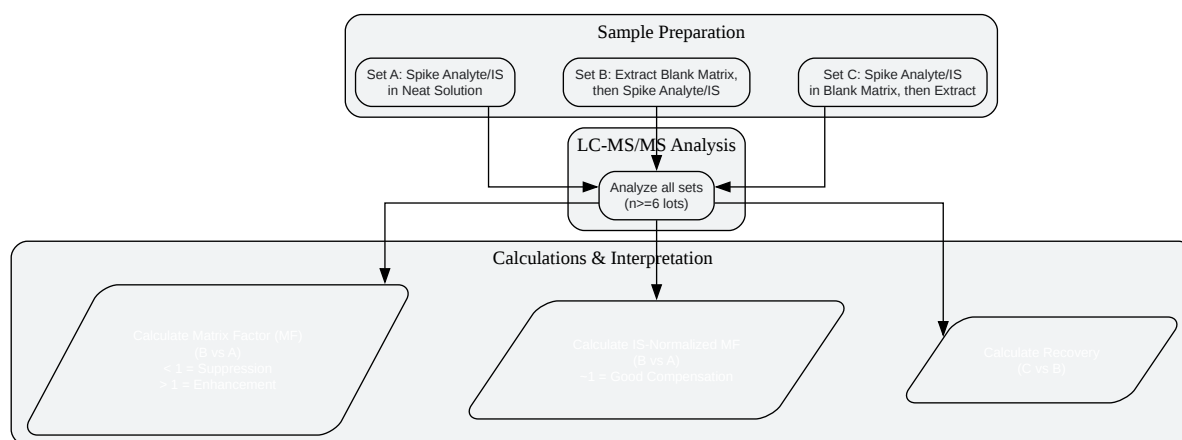 Sample Preparation
Set A: Spike Analyte/IS
in Neat Solution
Set B: Extract Blank Matrix,
then Spike Analyte/IS
Set C: Spike Analyte/IS
in Blank Matrix, then Extract
LC-MS/MS Analysis
Analyze all sets
(n>=6 lots)
Calculations & Interpretation
Calculate Matrix Factor (MF)
(B vs A)
< 1 = Suppression
> 1 = Enhancement
Calculate IS-Normalized MF
(B vs A)
~1 = Good Compensation
Calculate Recovery
(C vs B)